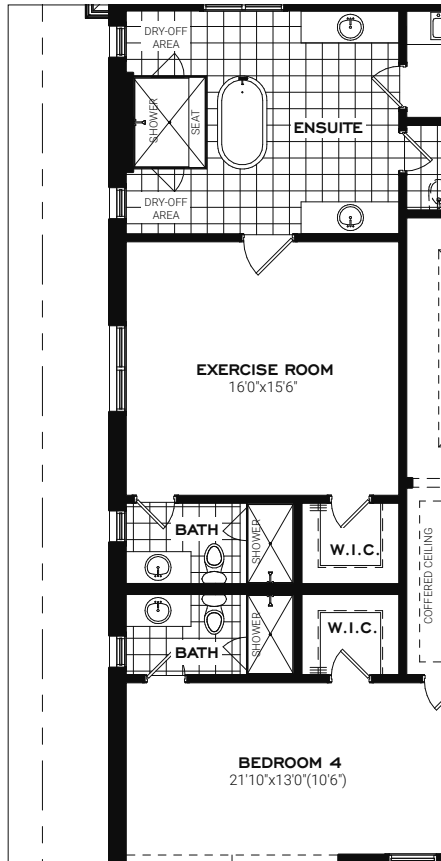 DRY-OFF
AREA
SHOWER
SEAT
ENSUITE
DRY-OFF
AREA
EXERCISE ROOM
16'0"x15'6"
BATH
SHOWER
W.I.C.
COFFERED CEILING
BATH
SHOWER
W.I.C.
BEDROOM 4
21'10"x13'0"(10'6")